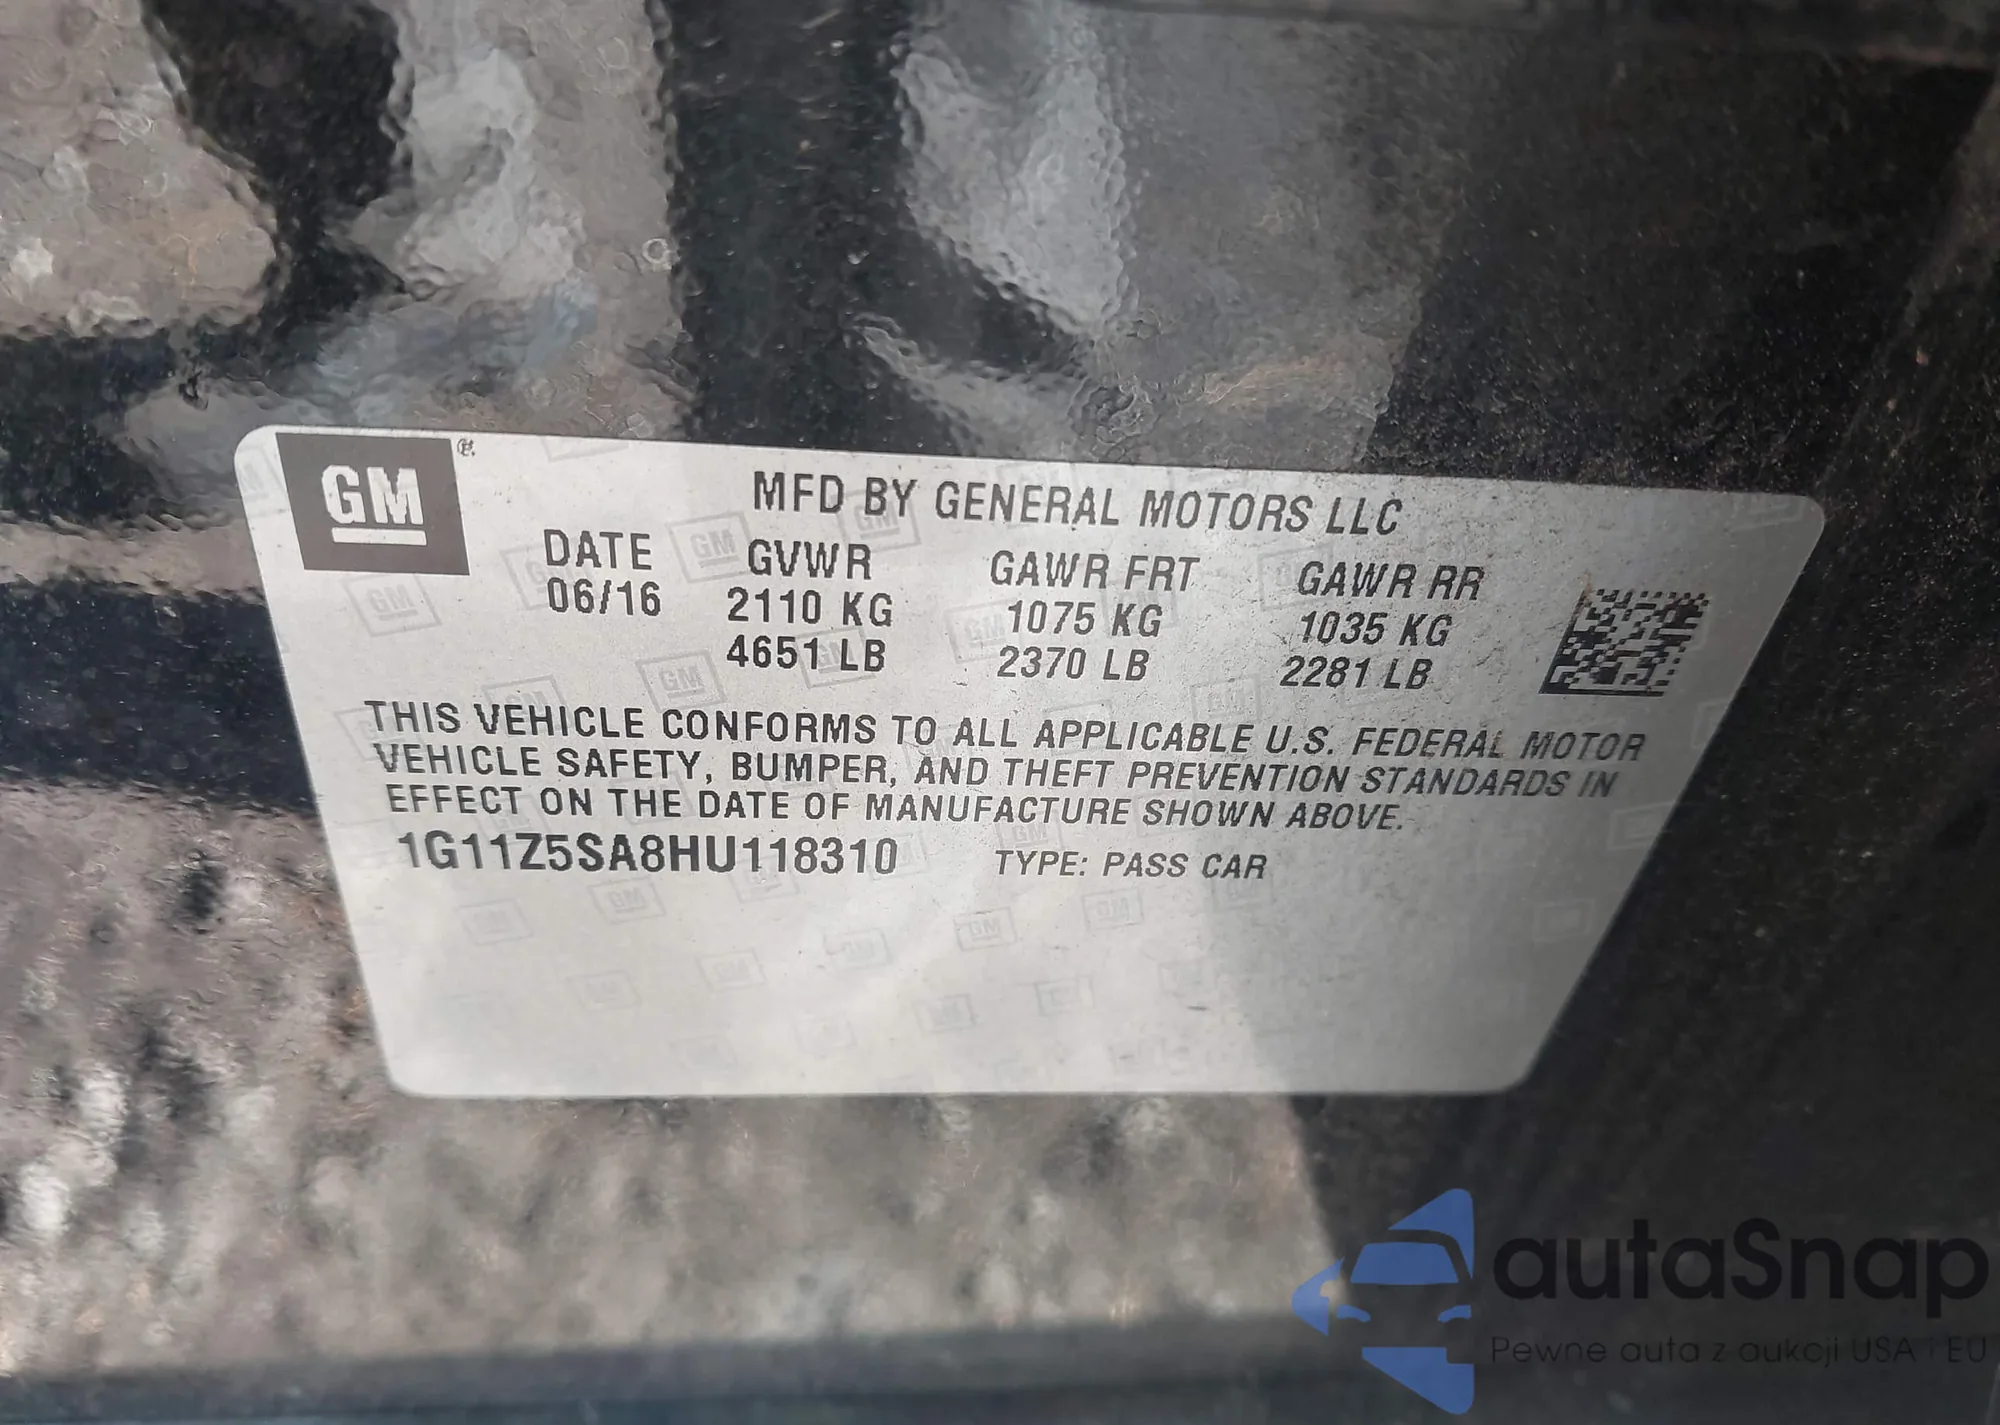 GM
MFD BY GENERAL MOTORS LLC
DATE GVWR GAWR FRT GAWR RR
06/16 2110 KG 1075 KG 1035 KG
4651 LB 2370 LB 2281 LB
THIS VEHICLE CONFORMS TO ALL APPLICABLE U.S. FEDERAL MOTOR
VEHICLE SAFETY, BUMPER, AND THEFT PREVENTION STANDARDS IN
EFFECT ON THE DATE OF MANUFACTURE SHOWN ABOVE.
1G11Z5SA8HU118310 TYPE: PASS CAR
autaSnap
Pewne auta z aukcji USA i EU